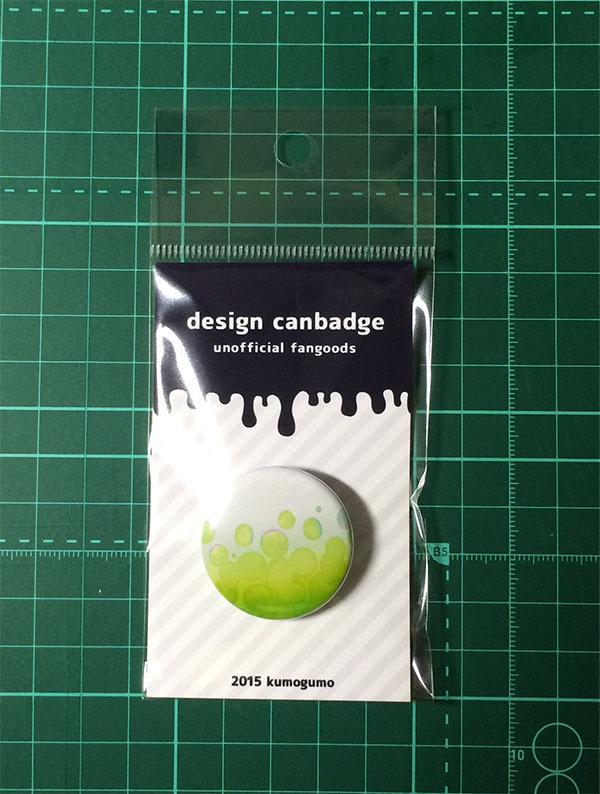 design canbadge
unofficial fangoods
B5
2015 kumogumo
10